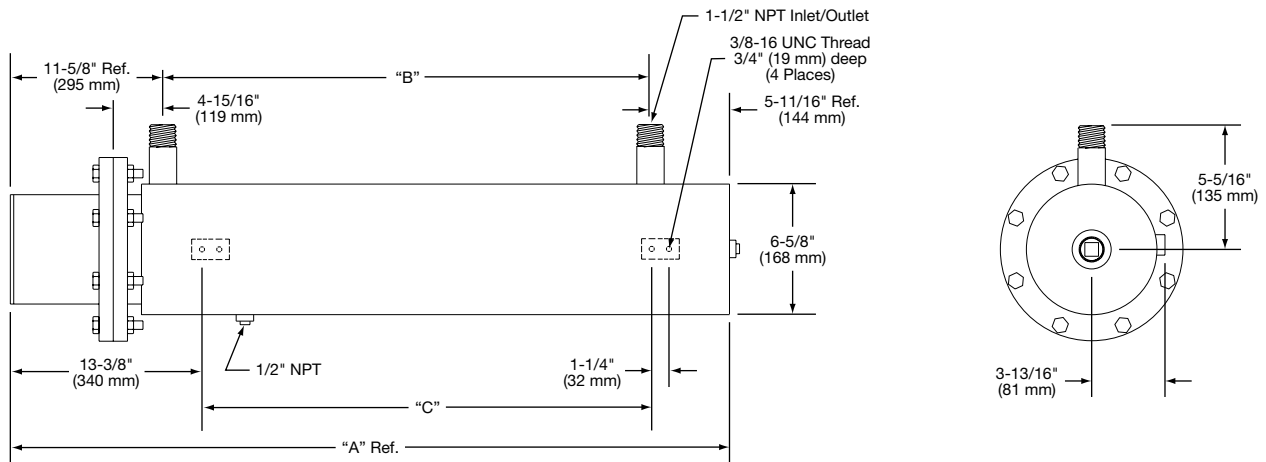 1-1/2" NPT Inlet/Outlet
3/8-16 UNC Thread
3/4" (19 mm) deep
(4 Places)
11-5/8" Ref.
(295 mm)
“B”
4-15/16"
(119 mm)
5-11/16" Ref.
(144 mm)
5-5/16"
(135 mm)
6-5/8"
(168 mm)
13-3/8"
(340 mm)
1/2" NPT
1-1/4"
(32 mm)
3-13/16"
(81 mm)
“C”
“A” Ref.